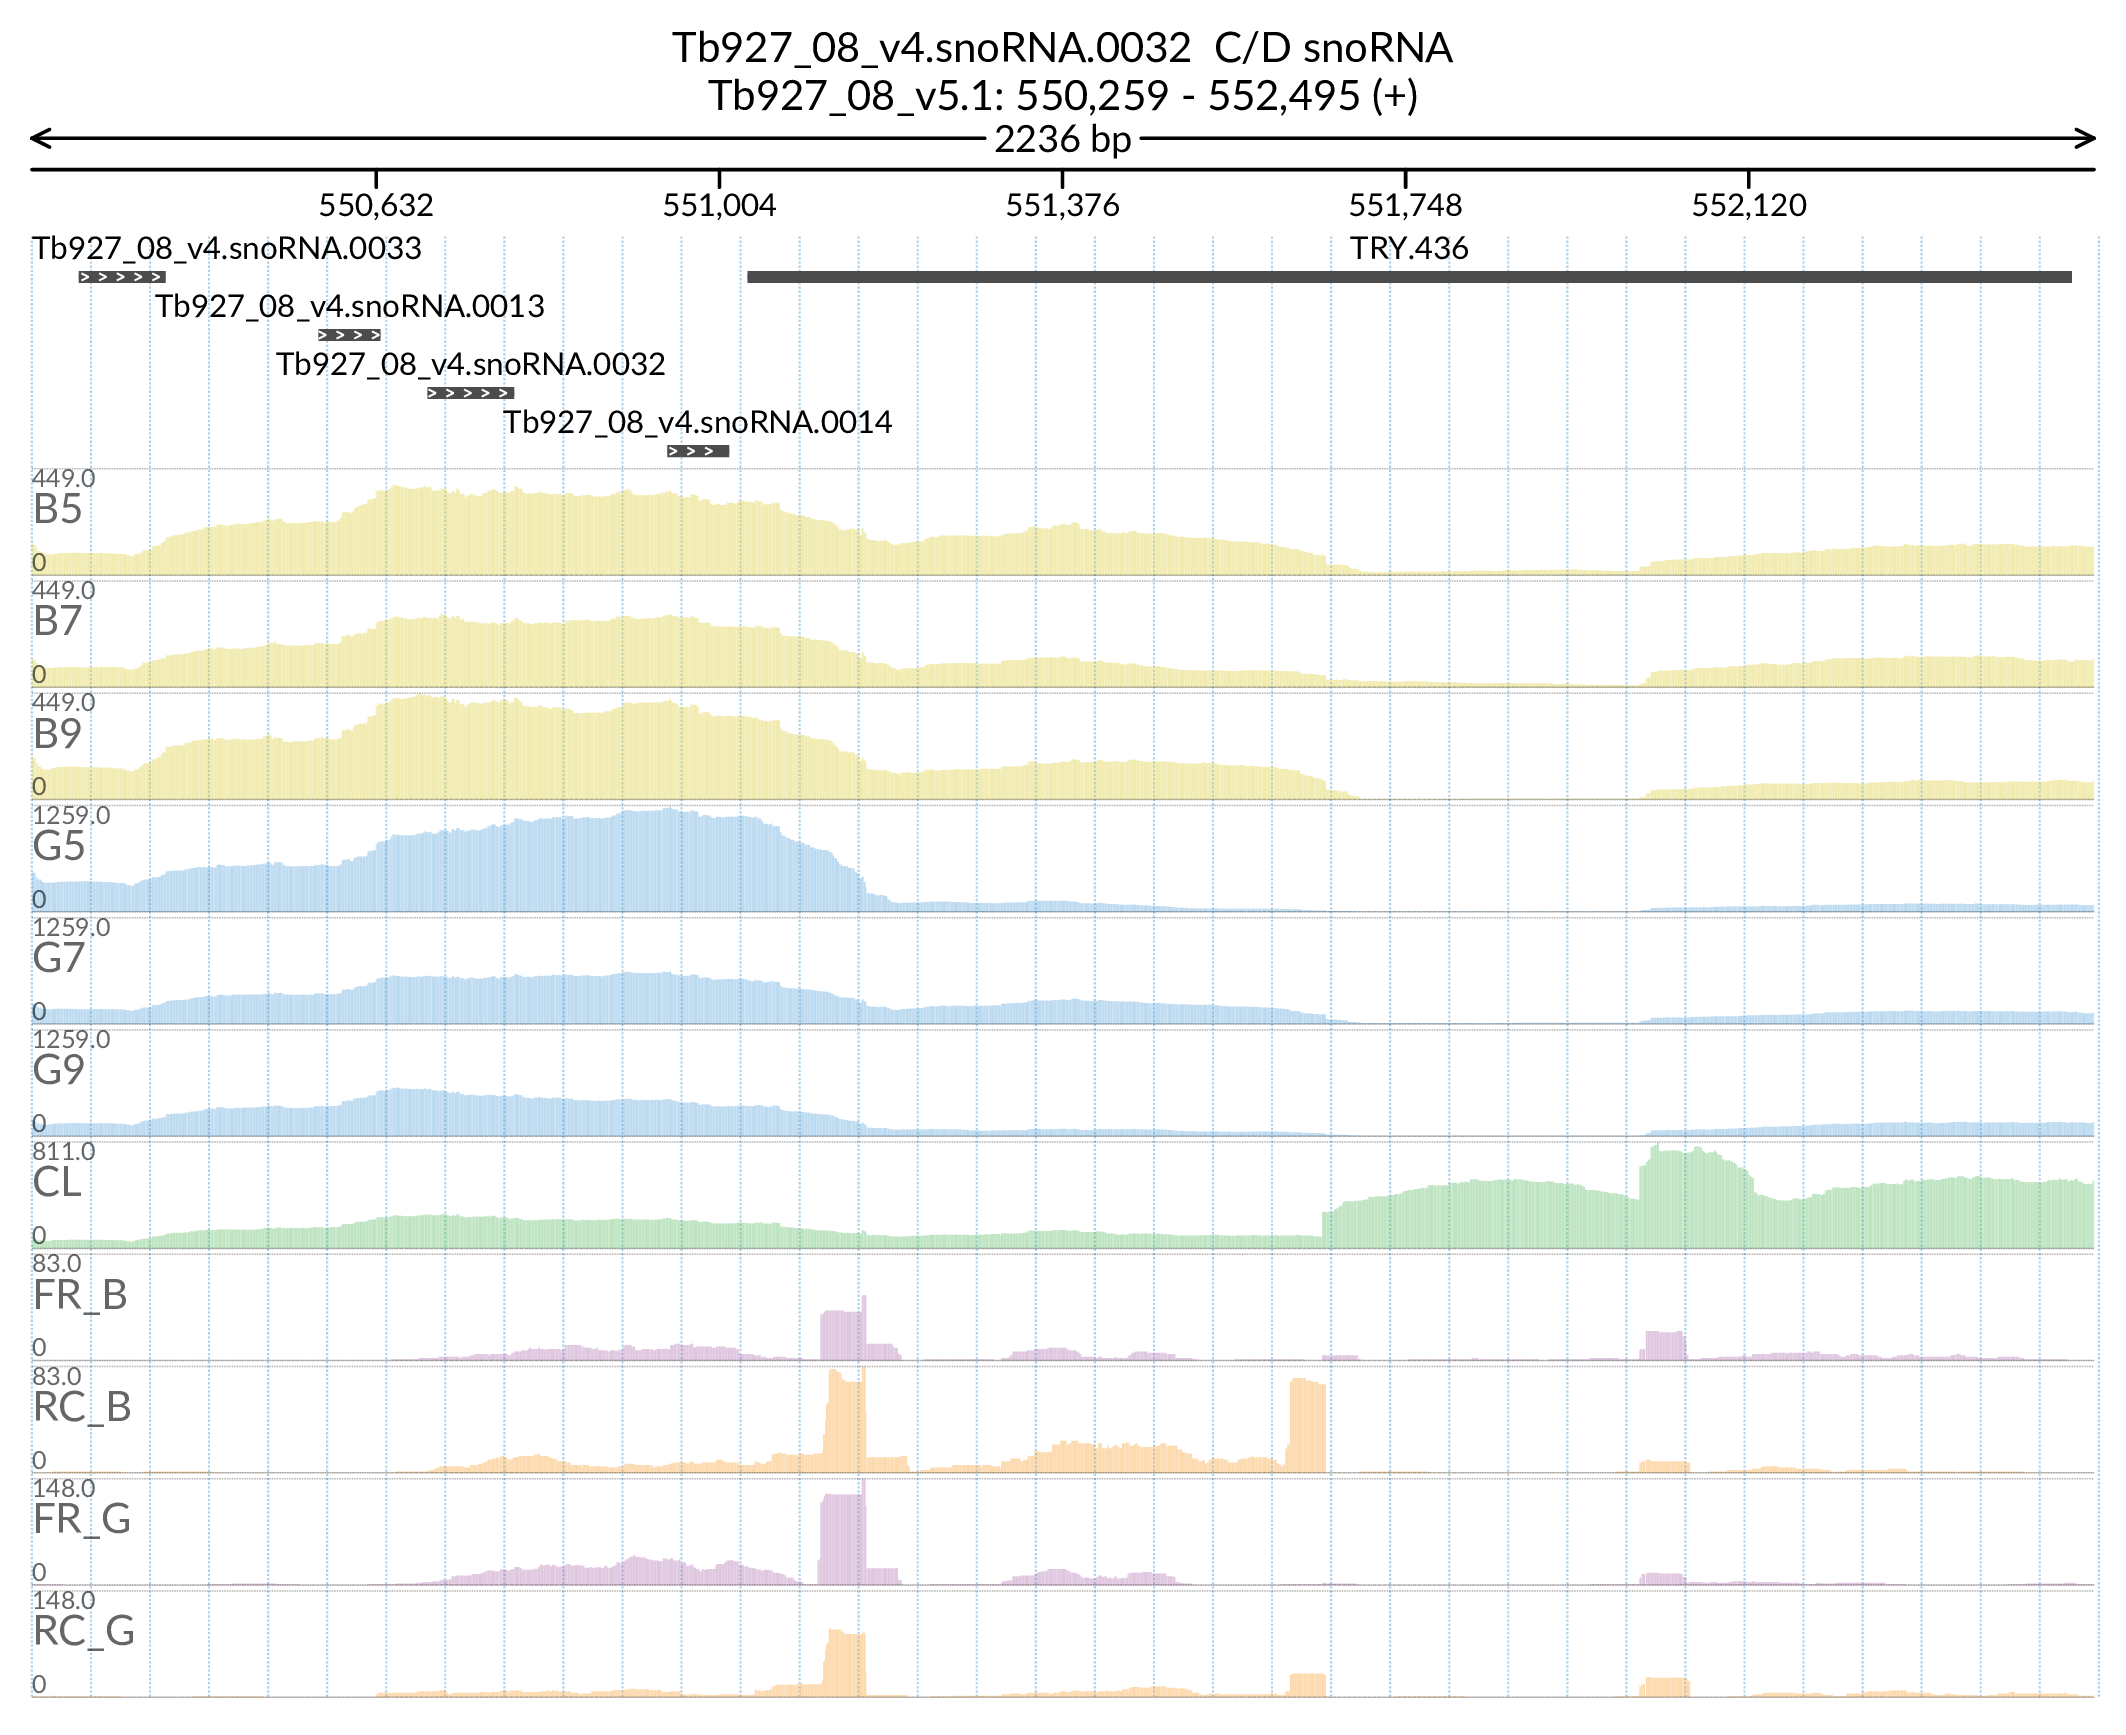 Tb927_08_v4.snoRNA.0032 C/D snoRNA
Tb927_08_v5.1: 550,259 - 552,495 (+)
2236 bp
550,632 551,004 551,376 551,748 552,120
Tb927_08_v4.snoRNA.0033 TRY.436
Tb927_08_v4.snoRNA.0013
Tb927_08_v4.snoRNA.0032
Tb927_08_v4.snoRNA.0014
449.0
B5
0
449.0
B7
0
449.0
B9
0
1259.0
G5
0
1259.0
G7
0
1259.0
G9
0
811.0
CL
0
83.0
FR_B
0
83.0
RC_B
0
148.0
FR_G
0
148.0
RC_G
0